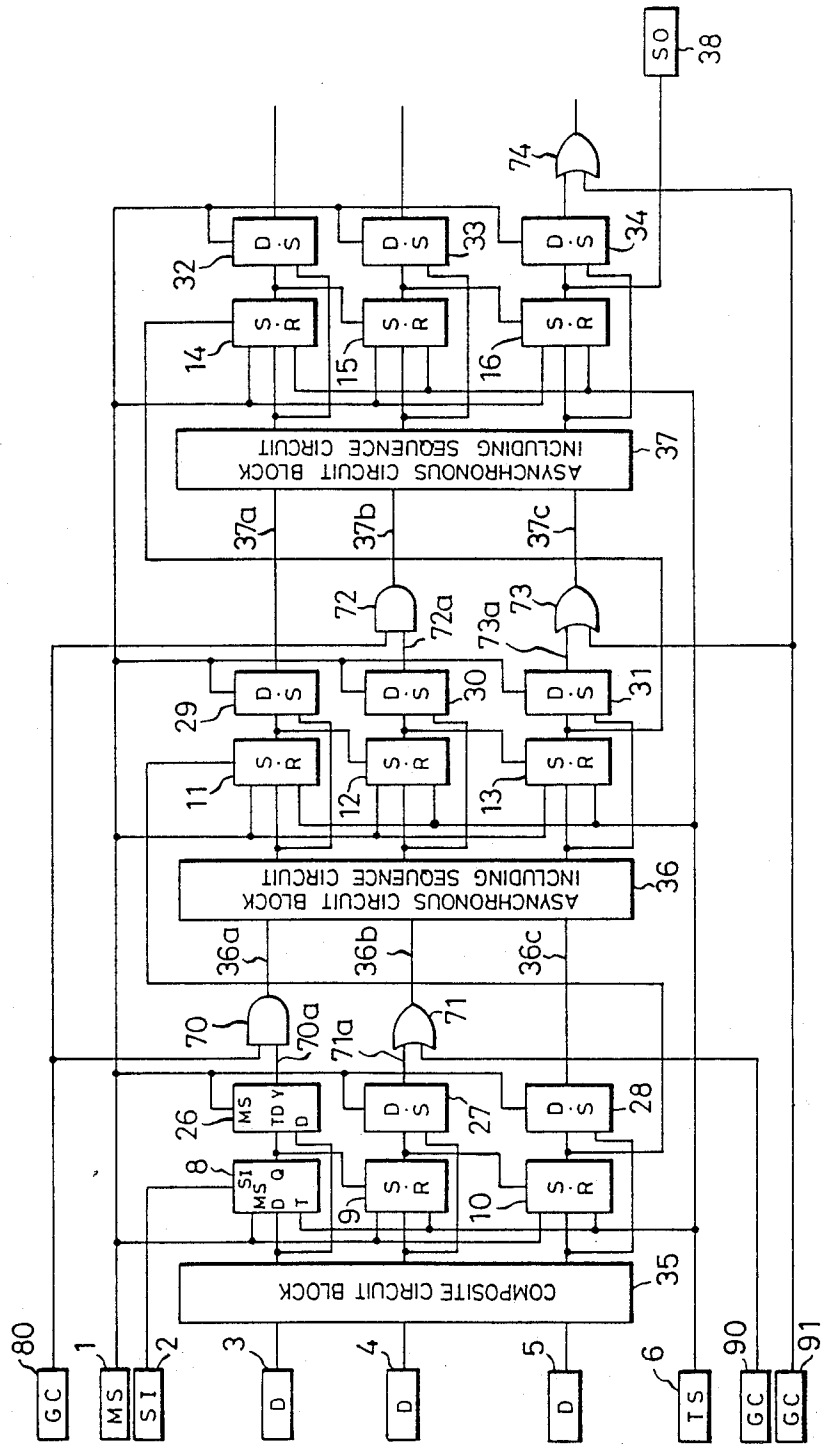 80
GC
1
MS
2
SI
3
D
4
D
5
D
6
TS
90
GC
91
GC
COMPOSITE CIRCUIT BLOCK
35
8
SI
MS
D
Q
T
9
S·R
10
S·R
26
MS
TD
Y
D
D·S
27
D·S
28
70
70a
71
71a
36a
36b
36c
ASYNCHRONOUS CIRCUIT BLOCK
INCLUDING SEQUENCE CIRCUIT
36
11
S·R
12
S·R
13
S·R
29
D·S
D·S
30
D·S
31
72
72a
73
73a
37a
37b
37c
ASYNCHRONOUS CIRCUIT BLOCK
INCLUDING SEQUENCE CIRCUIT
37
14
S·R
15
S·R
16
S·R
32
D·S
D·S
33
D·S
34
74
SO
38